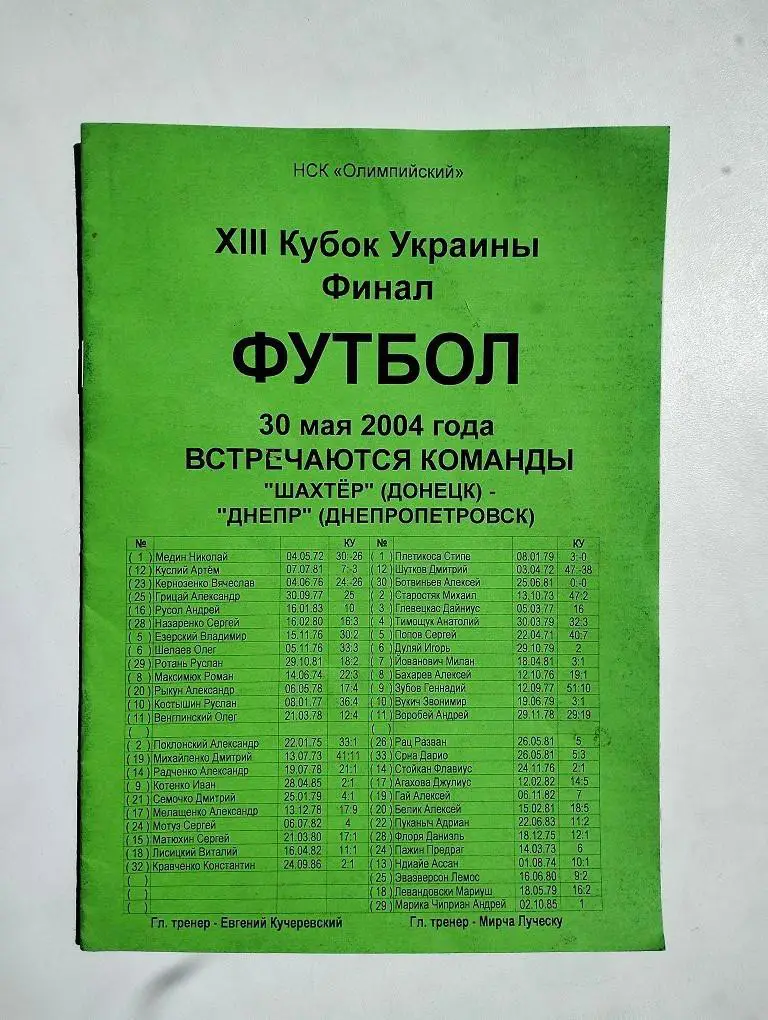 НСК «Олимпийский»
XIII Кубок Украины
Финал
ФУТБОЛ
30 мая 2004 года
ВСТРЕЧАЮТСЯ КОМАНДЫ
"ШАХТЁР" (ДОНЕЦК) -
"ДНЕПР" (ДНЕПРОПЕТРОВСК)
№ КУ № КУ
( 1 ) Медин Николай 04.05.72 30:-26 ( 1 ) Плетикоса Стипе 08.01.79 3:-0
(12) Куслий Артём 07.07.81 7:-3 (12) Шутков Дмитрий 03.04.72 47:-38
(23) Кернозенко Вячеслав 04.06.76 24:-26 (30) Ботвиньев Алексей 25.06.81 0:-0
(25) Грицай Александр 30.09.77 25 ( 2 ) Старостяк Михаил 13.10.73 47:2
(16) Русол Андрей 16.01.83 10 ( 3 ) Глевецкас Дайниус 05.03.77 16
(28) Назаренко Сергей 16.02.80 16:3 ( 4 ) Тимощук Анатолий 30.03.79 32:3
( 5 ) Езерский Владимир 15.11.76 30:2 ( 5 ) Попов Сергей 22.04.71 40:7
( 6 ) Шелаев Олег 05.11.76 33:3 ( 6 ) Дуляй Игорь 29.10.79 2
(29) Ротань Руслан 29.10.81 18:2 ( 7 ) Йованович Милан 18.04.81 3:1
( 8 ) Максимюк Роман 14.06.74 22:3 ( 8 ) Бахарев Алексей 12.10.76 19:1
(20) Рыкун Александр 06.05.78 17:4 ( 9 ) Зубов Геннадий 12.09.77 51:10
(10) Костышин Руслан 08.01.77 36:4 (10) Вукич Звонимир 19.06.79 3:1
(11) Венглинский Олег 21.03.78 12:4 (11) Воробей Андрей 29.11.78 29:19
( ) ( )
( 2 ) Поклонский Александр 22.01.75 33:1 (26) Рац Разван 26.05.81 5
(19) Михайленко Дмитрий 13.07.73 41:11 (33) Срна Дарио 26.05.81 5:3
(14) Радченко Александр 19.07.78 21:1 (14) Стойкан Флавиус 24.11.76 2:1
( 9 ) Котенко Иван 28.04.85 2:1 (17) Агахова Джулиус 12.02.82 14:5
(21) Семочко Дмитрий 25.01.79 4:1 (19) Гай Алексей 06.11.82 7
(17) Мелащенко Александр 13.12.78 17:9 (20) Белик Алексей 15.02.81 18:5
(24) Мотуз Сергей 06.07.82 4 (22) Пуканыч Адриан 22.06.83 11:2
(15) Матюхин Сергей 21.03.80 17:1 (28) Флоря Даниэль 18.12.75 12:1
(18) Лисицкий Виталий 16.04.82 11:1 (24) Пажин Предраг 14.03.73 6
(32) Кравченко Константин 24.09.86 2:1 (13) Ндиайе Ассан 01.08.74 10:1
( ) (25) Эваэверсон Лемос 16.06.80 9:2
( ) (18) Левандовски Мариуш 18.05.79 16:2
( ) (29) Марика Чиприан Андрей 02.10.85 1
Гл. тренер - Евгений Кучеревский Гл. тренер - Мирча Луческу